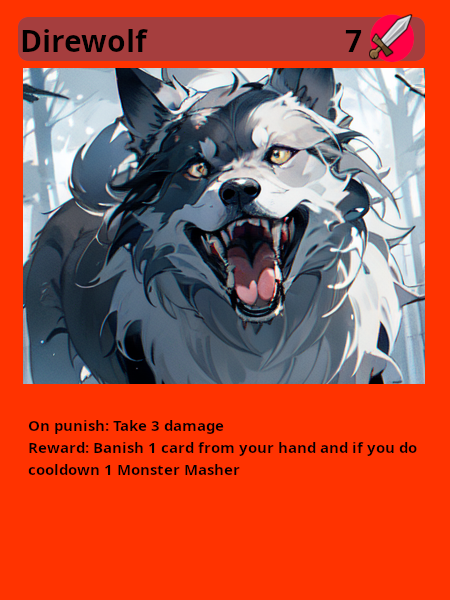 Direwolf 7
On punish: Take 3 damage
Reward: Banish 1 card from your hand and if you do
cooldown 1 Monster Masher